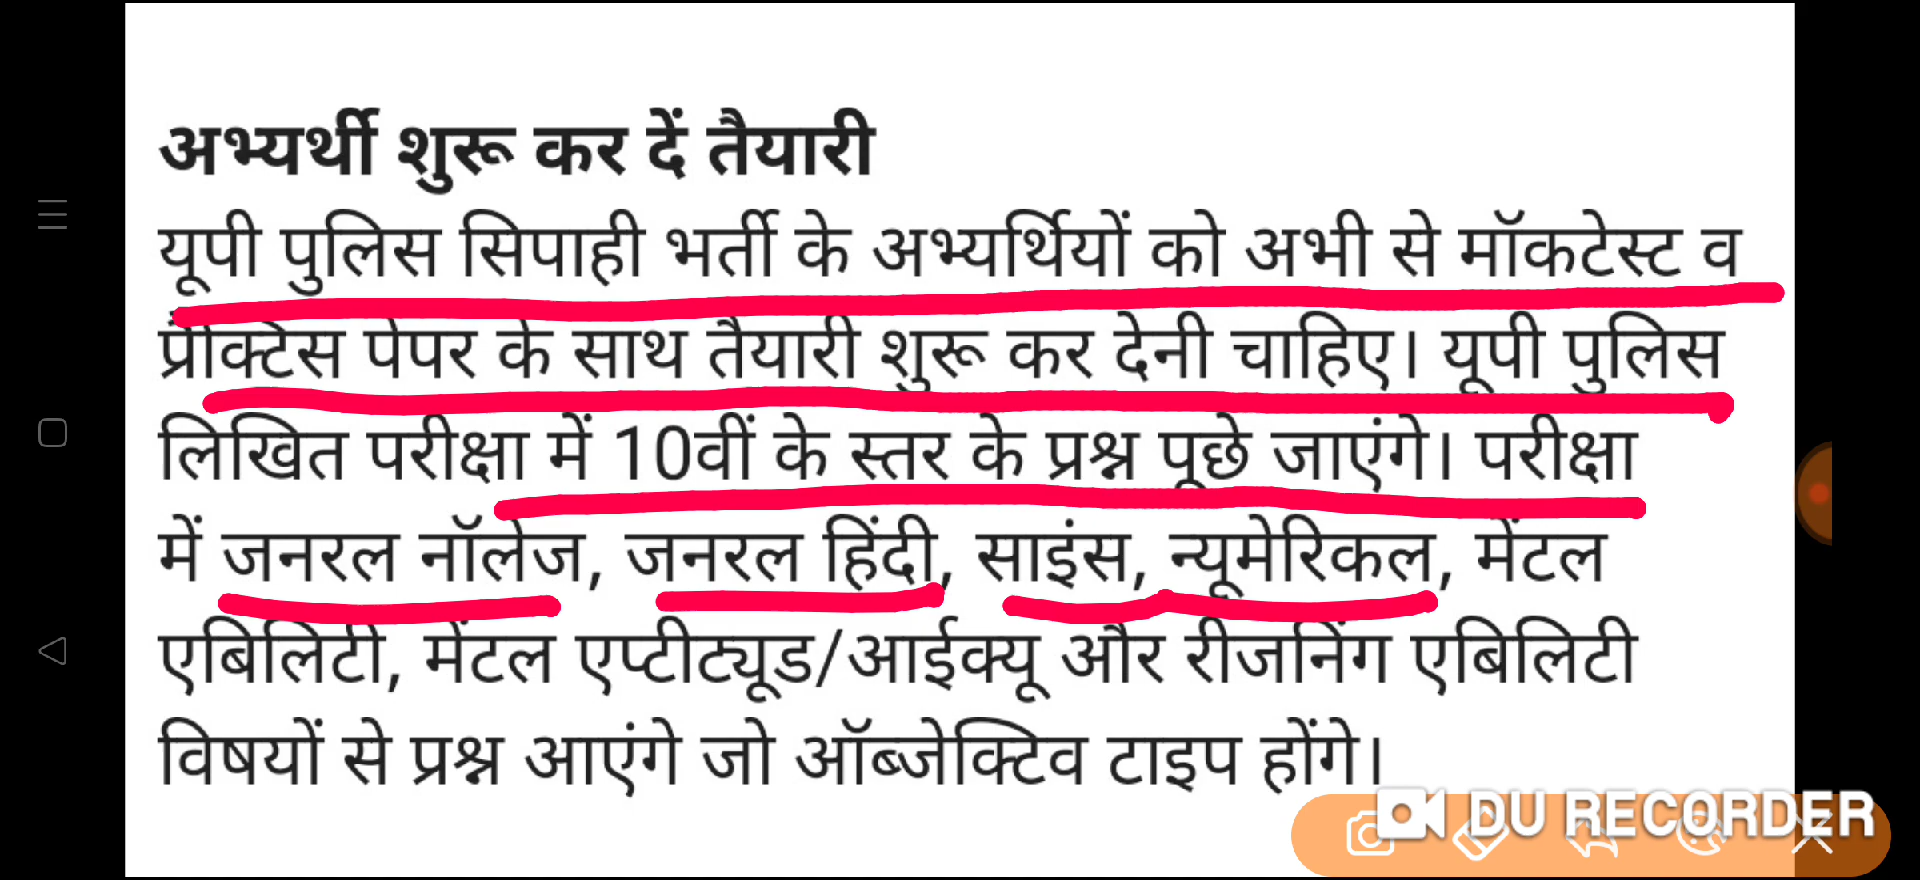 अभ्यर्थी शुरू कर दें तैयारी
यूपी पुलिस सिपाही भर्ती के अभ्यर्थियों को अभी से मॉकटेस्ट व
प्रैक्टिस पेपर के साथ तैयारी शुरू कर देनी चाहिए। यूपी पुलिस
लिखित परीक्षा में 10वीं के स्तर के प्रश्न पूछे जाएंगे। परीक्षा
में जनरल नॉलेज, जनरल हिंदी, साइंस, न्यूमेरिकल, मेंटल
एबिलिटी, मेंटल एप्टीट्यूड/आईक्यू और रीजनिंग एबिलिटी
विषयों से प्रश्न आएंगे जो ऑब्जेक्टिव टाइप होंगे।
DU RECORDER